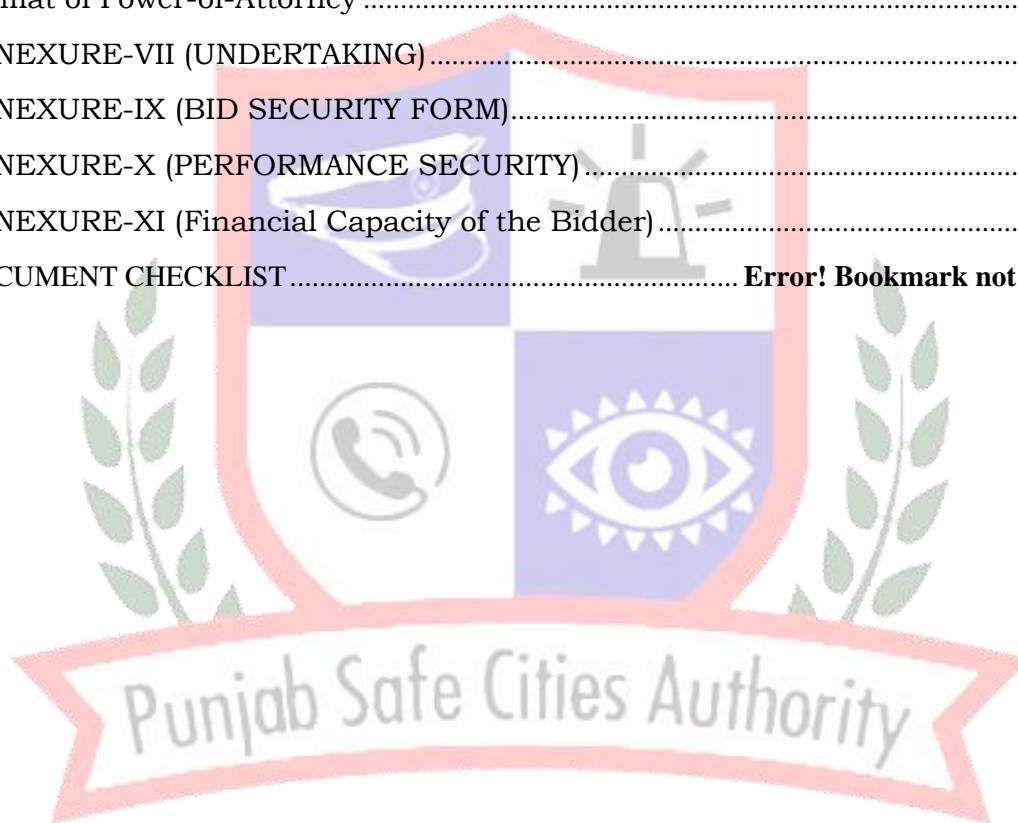 mat of Power-of-Attorney
NEXURE-VII (UNDERTAKING)
NEXURE-IX (BID SECURITY FORM)
NEXURE-X (PERFORMANCE SECURITY)
NEXURE-XI (Financial Capacity of the Bidder)
CUMENT CHECKLIST Error! Bookmark not
Punjab Safe Cities Authority